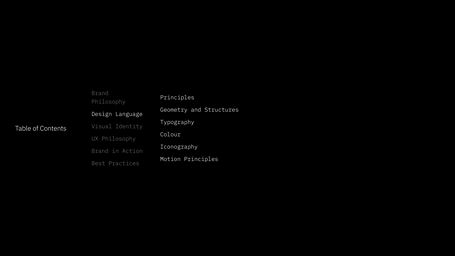 Table of Contents
Brand
Philosophy
Design Language
Visual Identity
UX Philosophy
Brand in Action
Best Practices
Principles
Geometry and Structures
Typography
Colour
Iconography
Motion Principles